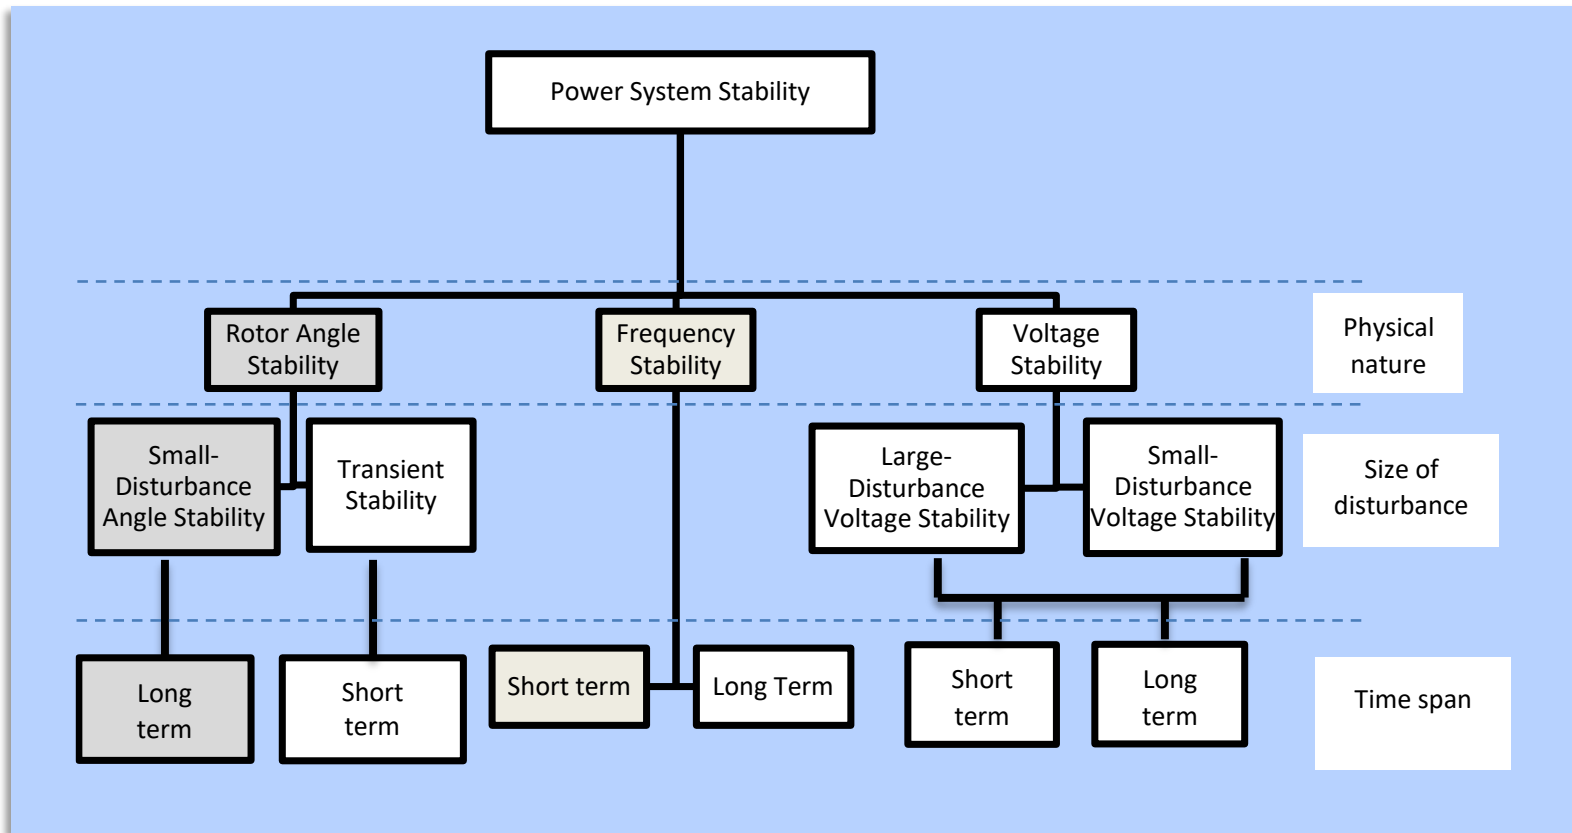 Power System Stability
Rotor Angle
Stability
Frequency
Stability
Voltage
Stability
Physical
nature
Small-
Disturbance
Angle Stability
Transient
Stability
Large-
Disturbance
Voltage Stability
Small-
Disturbance
Voltage Stability
Size of
disturbance
Long
term
Short
term
Short term
Long Term
Short
term
Long
term
Time span